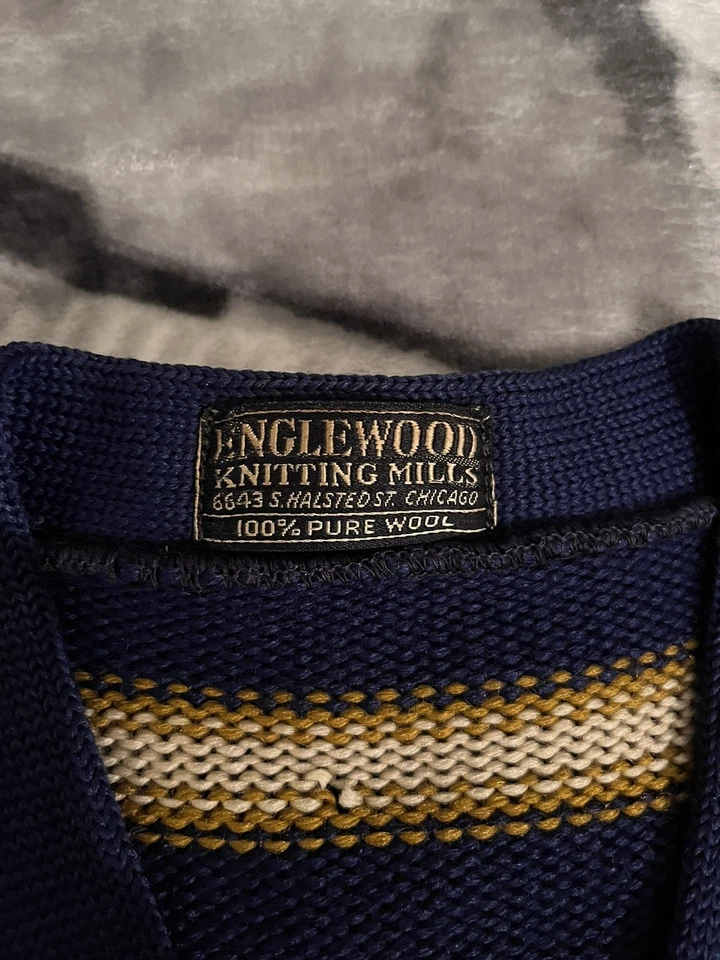 ENGLEWOOD
KNITTING MILLS
6643 S. HALSTED ST. CHICAGO
100% PURE WOOL